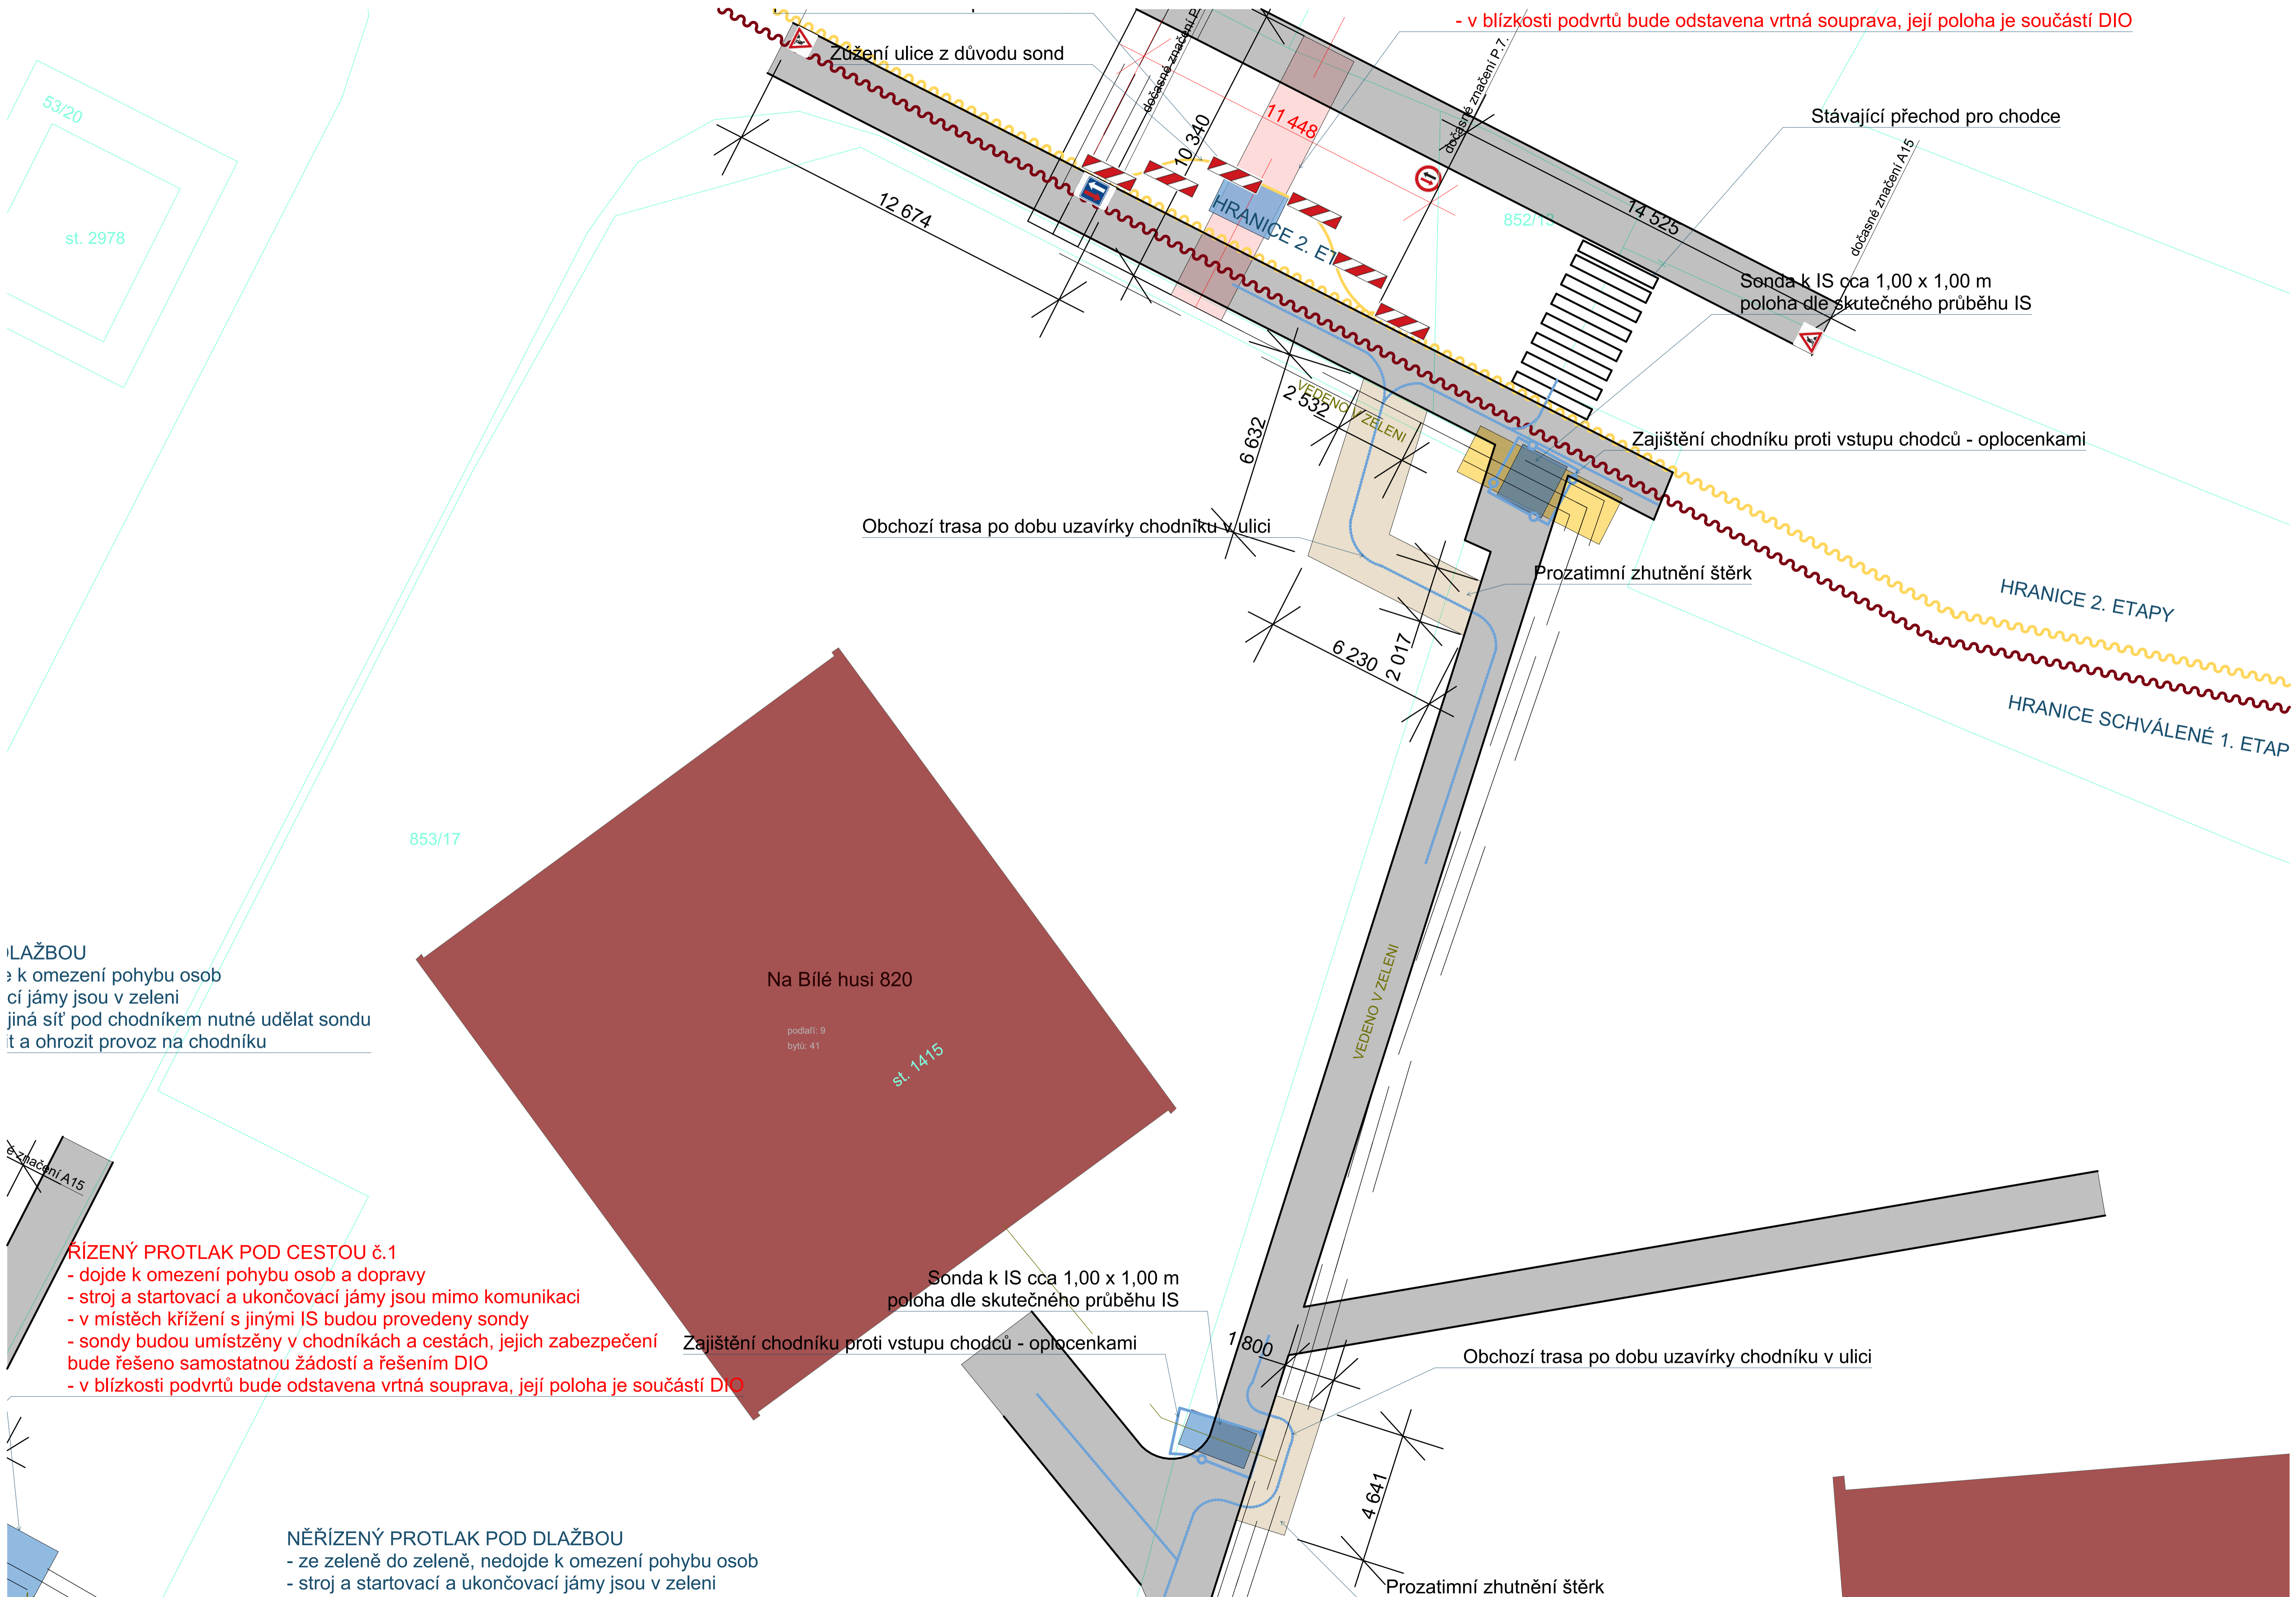 - v blízkosti podvrtů bude odstavena vrtná souprava, její poloha je součástí DIO
Zúžení ulice z důvodu sond
dočasné značení P.
dočasné značení P.7.
53/20
11 448
10 340
Stávající přechod pro chodce
dočasné značení A15
12 674
HRANICE 2. ET
852/13
14 525
st. 2978
Sonda k IS cca 1,00 x 1,00 m
poloha dle skutečného průběhu IS
VEDENO V ZELENI
2 532
6 632
Zajištění chodníku proti vstupu chodců - oplocenkami
Obchozí trasa po dobu uzavírky chodníku v ulici
Prozatimní zhutnění štěrk
HRANICE 2. ETAPY
6 230
2 017
HRANICE SCHVÁLENÉ 1. ETAP
853/17
DLAŽBOU
e k omezení pohybu osob
cí jámy jsou v zeleni
jiná síť pod chodníkem nutné udělat sondu
it a ohrozit provoz na chodníku
Na Bílé husi 820
podlaří: 9
bytů: 41
st. 1415
VEDENO V ZELENI
é značení A15
ŘÍZENÝ PROTLAK POD CESTOU č.1
- dojde k omezení pohybu osob a dopravy
- stroj a startovací a ukončovací jámy jsou mimo komunikaci
- v místěch křížení s jinými IS budou provedeny sondy
- sondy budou umístzěny v chodníkách a cestách, jejich zabezpečení
bude řešeno samostatnou žádostí a řešením DIO
- v blízkosti podvrtů bude odstavena vrtná souprava, její poloha je součástí DIO
Sonda k IS cca 1,00 x 1,00 m
poloha dle skutečného průběhu IS
Zajištění chodníku proti vstupu chodců - oplocenkami
1 800
Obchozí trasa po dobu uzavírky chodníku v ulici
4 641
NĚŘÍZENÝ PROTLAK POD DLAŽBOU
- ze zeleně do zeleně, nedojde k omezení pohybu osob
- stroj a startovací a ukončovací jámy jsou v zeleni
Prozatimní zhutnění štěrk